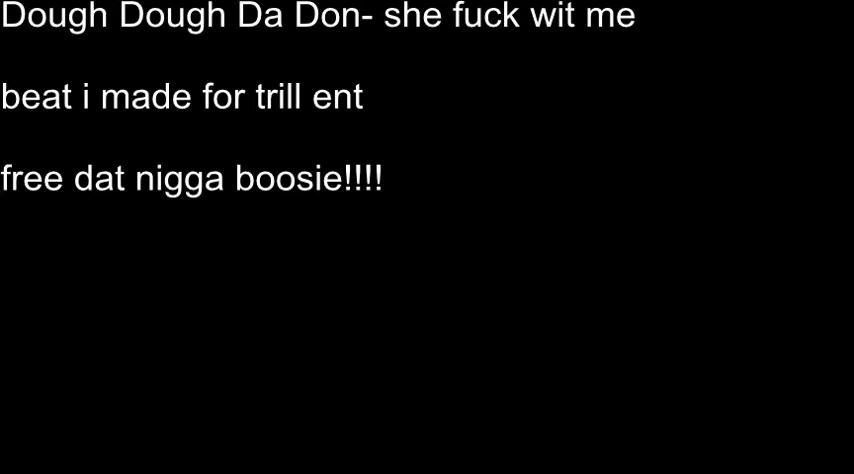 Dough Dough Da Don- she fuck wit me
beat i made for trill ent
free dat nigga boosie!!!!